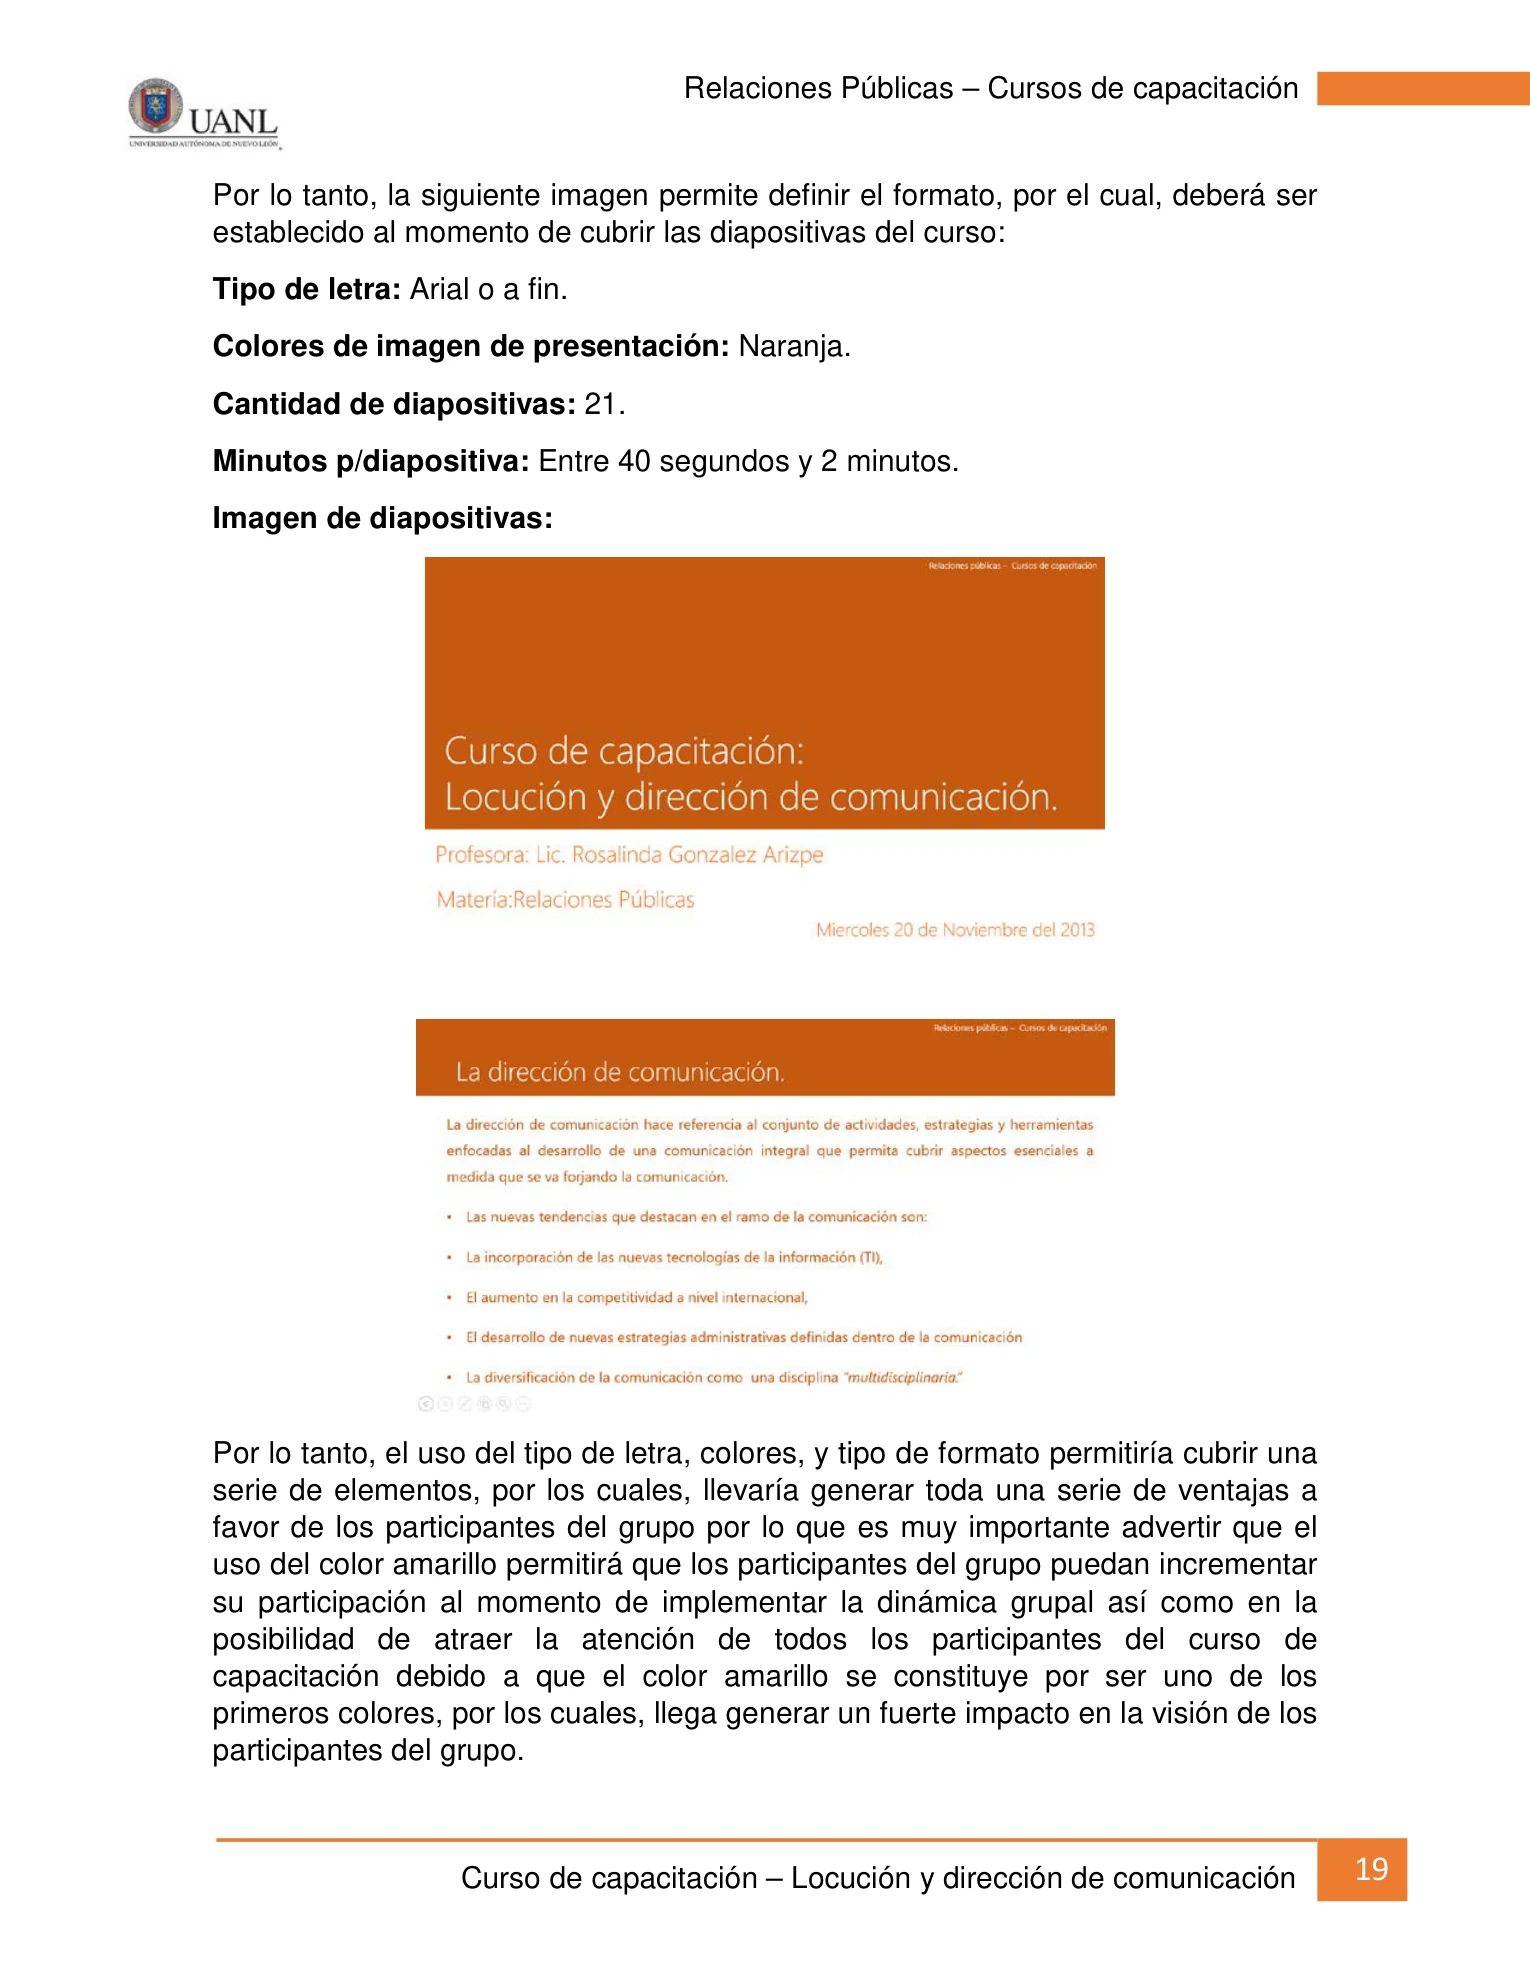 Relaciones Públicas – Cursos de capacitación
UANL
UNIVERSIDAD AUTÓNOMA DE NUEVO LEÓN
Por lo tanto, la siguiente imagen permite definir el formato, por el cual, deberá ser
establecido al momento de cubrir las diapositivas del curso:
Tipo de letra: Arial o a fin.
Colores de imagen de presentación: Naranja.
Cantidad de diapositivas: 21.
Minutos p/diapositiva: Entre 40 segundos y 2 minutos.
Imagen de diapositivas:
Relaciones públicas – Cursos de capacitación
Curso de capacitación:
Locución y dirección de comunicación.
Profesora: Lic. Rosalinda Gonzalez Arizpe
Matería:Relaciones Públicas
Miercoles 20 de Noviembre del 2013
Relaciones públicas – Cursos de capacitación
La dirección de comunicación.
La dirección de comunicación hace referencia al conjunto de actividades, estrategias y herramientas
enfocadas al desarrollo de una comunicación integral que permita cubrir aspectos esenciales a
medida que se va forjando la comunicación.
• Las nuevas tendencias que destacan en el ramo de la comunicación son:
• La incorporación de las nuevas tecnologías de la información (TI),
• El aumento en la competitividad a nivel internacional,
• El desarrollo de nuevas estrategias administrativas definidas dentro de la comunicación
• La diversificación de la comunicación como una disciplina "multidisciplinaria."
Por lo tanto, el uso del tipo de letra, colores, y tipo de formato permitiría cubrir una
serie de elementos, por los cuales, llevaría generar toda una serie de ventajas a
favor de los participantes del grupo por lo que es muy importante advertir que el
uso del color amarillo permitirá que los participantes del grupo puedan incrementar
su participación al momento de implementar la dinámica grupal así como en la
posibilidad de atraer la atención de todos los participantes del curso de
capacitación debido a que el color amarillo se constituye por ser uno de los
primeros colores, por los cuales, llega generar un fuerte impacto en la visión de los
participantes del grupo.
Curso de capacitación – Locución y dirección de comunicación
19